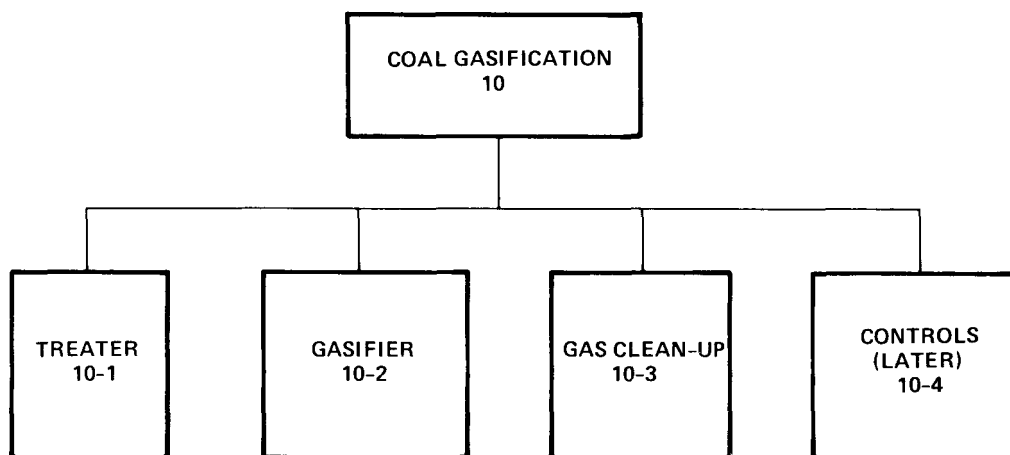 COAL GASIFICATION
10
TREATER
10-1
GASIFIER
10-2
GAS CLEAN-UP
10-3
CONTROLS
(LATER)
10-4